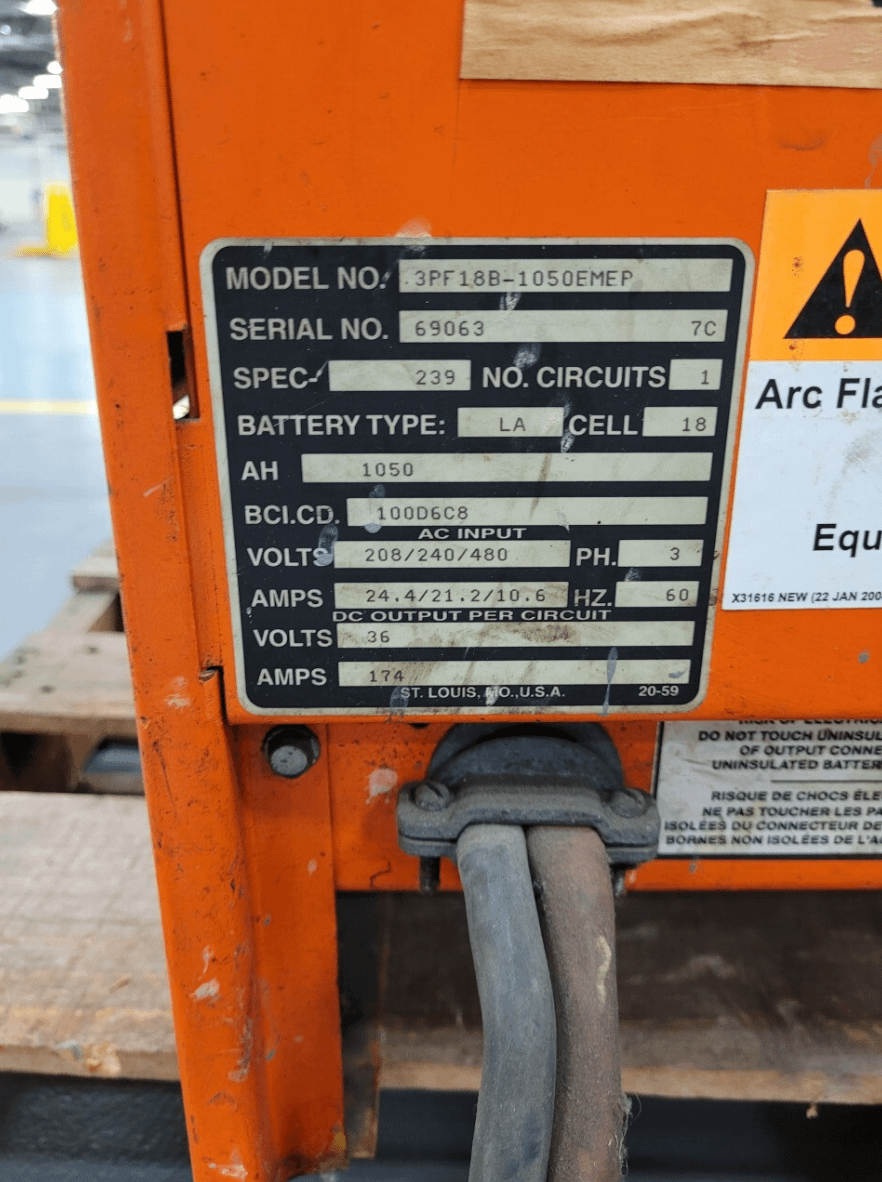 MODEL NO. 3PF18B-1050EMEP
SERIAL NO. 69063 7C
SPEC- 239 NO. CIRCUITS 1
BATTERY TYPE: LA CELL 18
AH 1050
BCI.CD. 100D6C8
AC INPUT
VOLTS 208/240/480 PH. 3
AMPS 24.4/21.2/10.6 HZ. 60
DC OUTPUT PER CIRCUIT
VOLTS 36
AMPS 174
ST. LOUIS, MO., U.S.A. 20-59
!
Arc Fla
Equ
X31616 NEW (22 JAN 200
DO NOT TOUCH UNINSUL
OF OUTPUT CONNE
UNINSULATED BATTER
RISQUE DE CHOCS ÉLE
NE PAS TOUCHER LES PA
ISOLÉES DU CONNECTEUR DE
BORNES NON ISOLÉES DE L'A